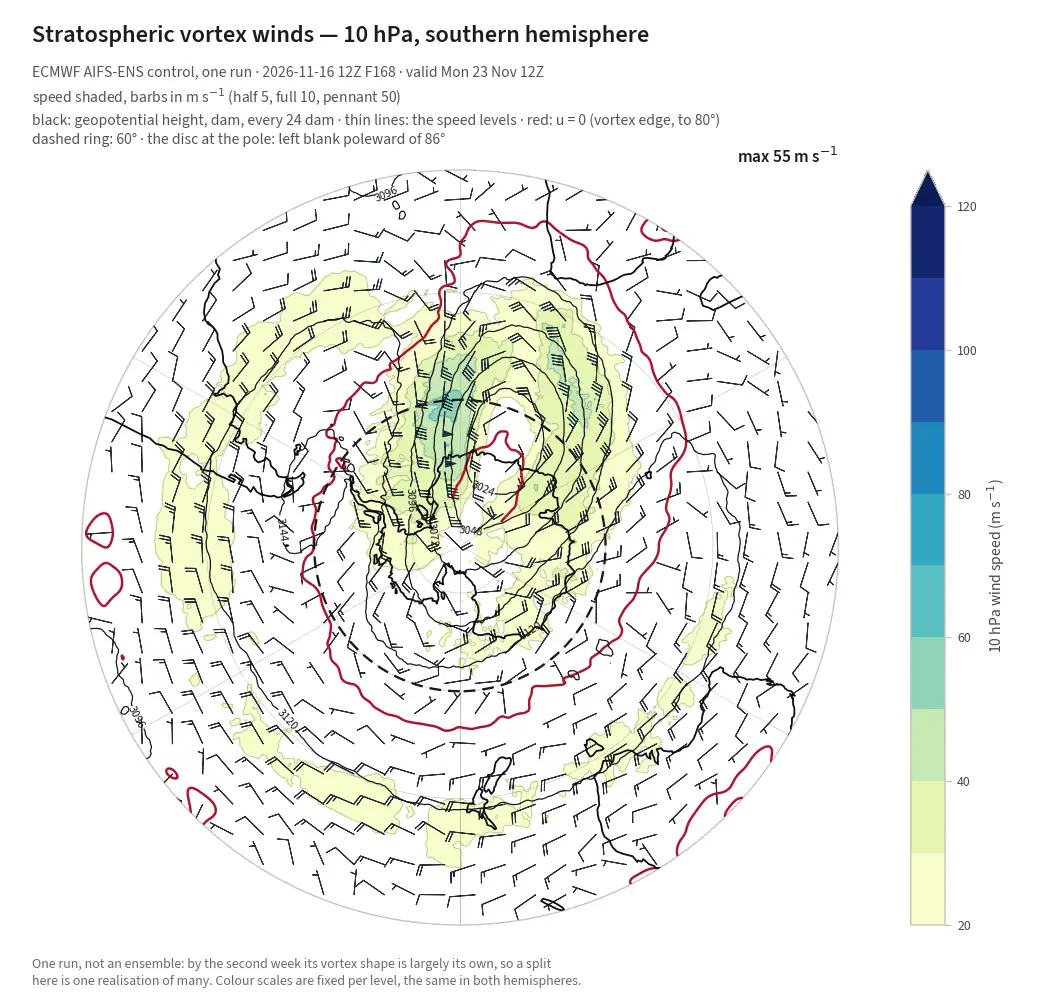 Stratospheric vortex winds — 10 hPa, southern hemisphere
ECMWF AIFS-ENS control, one run · 2026-11-16 12Z F168 · valid Mon 23 Nov 12Z
speed shaded, barbs in m s⁻¹ (half 5, full 10, pennant 50)
black: geopotential height, dam, every 24 dam · thin lines: the speed levels · red: u = 0 (vortex edge, to 80°)
dashed ring: 60° · the disc at the pole: left blank poleward of 86°
max 55 m s⁻¹
3096
3024
3096
3048
3144
3120
3096
120
100
80
60
40
20
10 hPa wind speed (m s⁻¹)
One run, not an ensemble: by the second week its vortex shape is largely its own, so a split
here is one realisation of many. Colour scales are fixed per level, the same in both hemispheres.